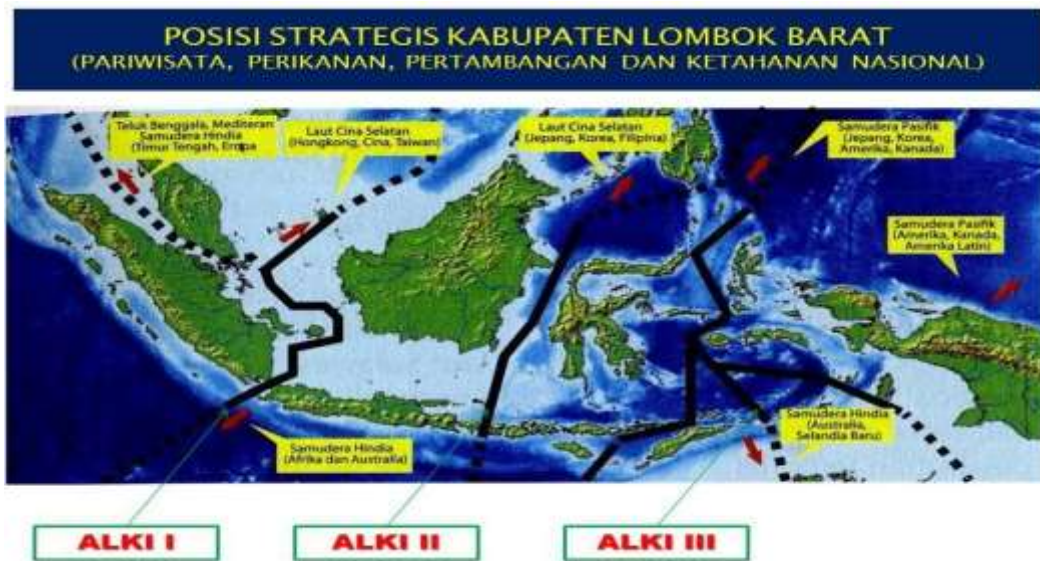 POSISI STRATEGIS KABUPATEN LOMBOK BARAT
(PARIWISATA, PERIKANAN, PERTAMBANGAN DAN KETAHANAN NASIONAL)
Teluk Benggala, Mediteran
Samudera Hindia
(Timur Tengah, Eropa
Laut Cina Selatan
(Hongkong, Cina, Taiwan)
Laut Cina Selatan
(Jepang, Korea, Filipina)
Samudera Pasifik
(Jepang, Korea,
Amerika, Kanada)
Samudera Pasifik
(Amerika, Kanada,
Amerika Latin)
Samudera Hindia
(Afrika dan Australia)
Samudera Hindia
(Australia,
Selandia Baru)
ALKI I
ALKI II
ALKI III